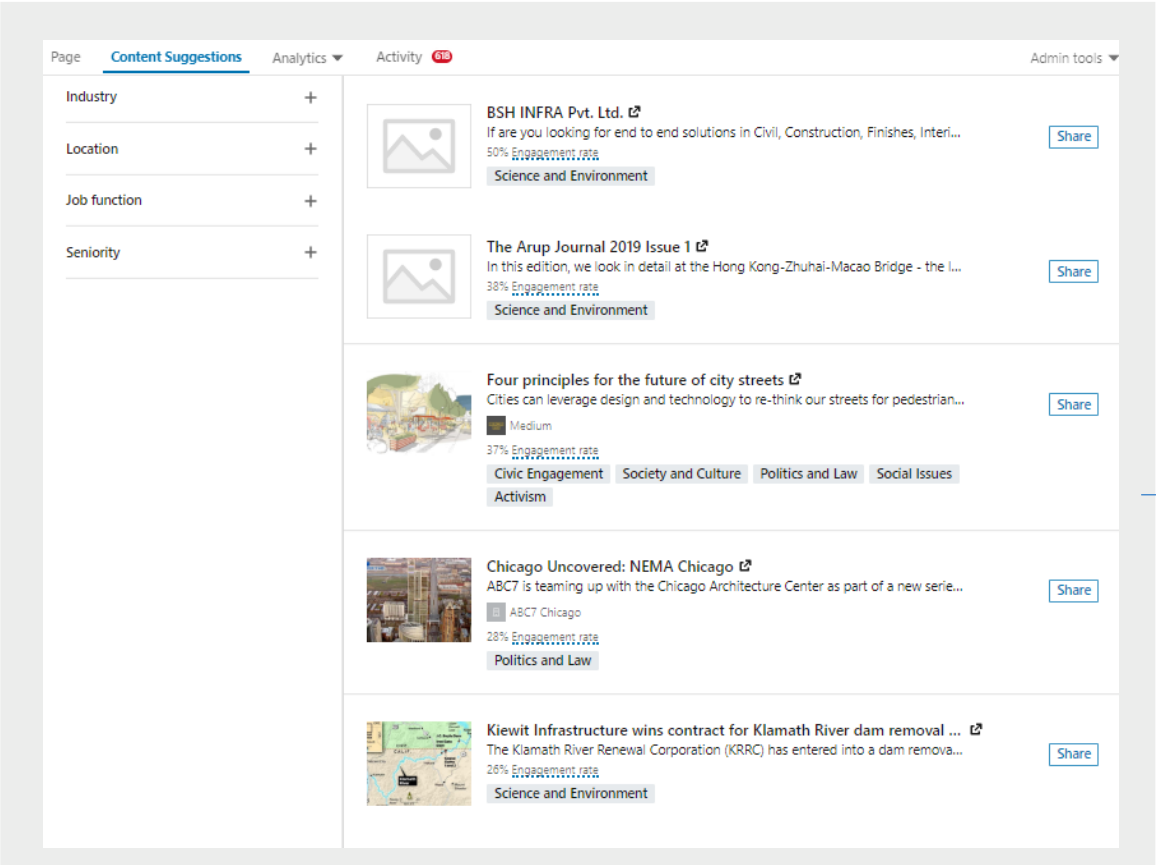 Page Content Suggestions Analytics Activity 618 Admin tools
Industry
Location
Job function
Seniority
BSH INFRA Pvt. Ltd.
If are you looking for end to end solutions in Civil, Construction, Finishes, Interi...
50% Engagement rate
Science and Environment
Share
The Arup Journal 2019 Issue 1
In this edition, we look in detail at the Hong Kong-Zhuhai-Macao Bridge - the l...
38% Engagement rate
Science and Environment
Share
Four principles for the future of city streets
Cities can leverage design and technology to re-think our streets for pedestrian...
Medium
37% Engagement rate
Civic Engagement Society and Culture Politics and Law Social Issues
Activism
Share
Chicago Uncovered: NEMA Chicago
ABC7 is teaming up with the Chicago Architecture Center as part of a new serie...
ABC7 Chicago
28% Engagement rate
Politics and Law
Share
Kiewit Infrastructure wins contract for Klamath River dam removal ...
The Klamath River Renewal Corporation (KRRC) has entered into a dam remova...
26% Engagement rate
Science and Environment
Share